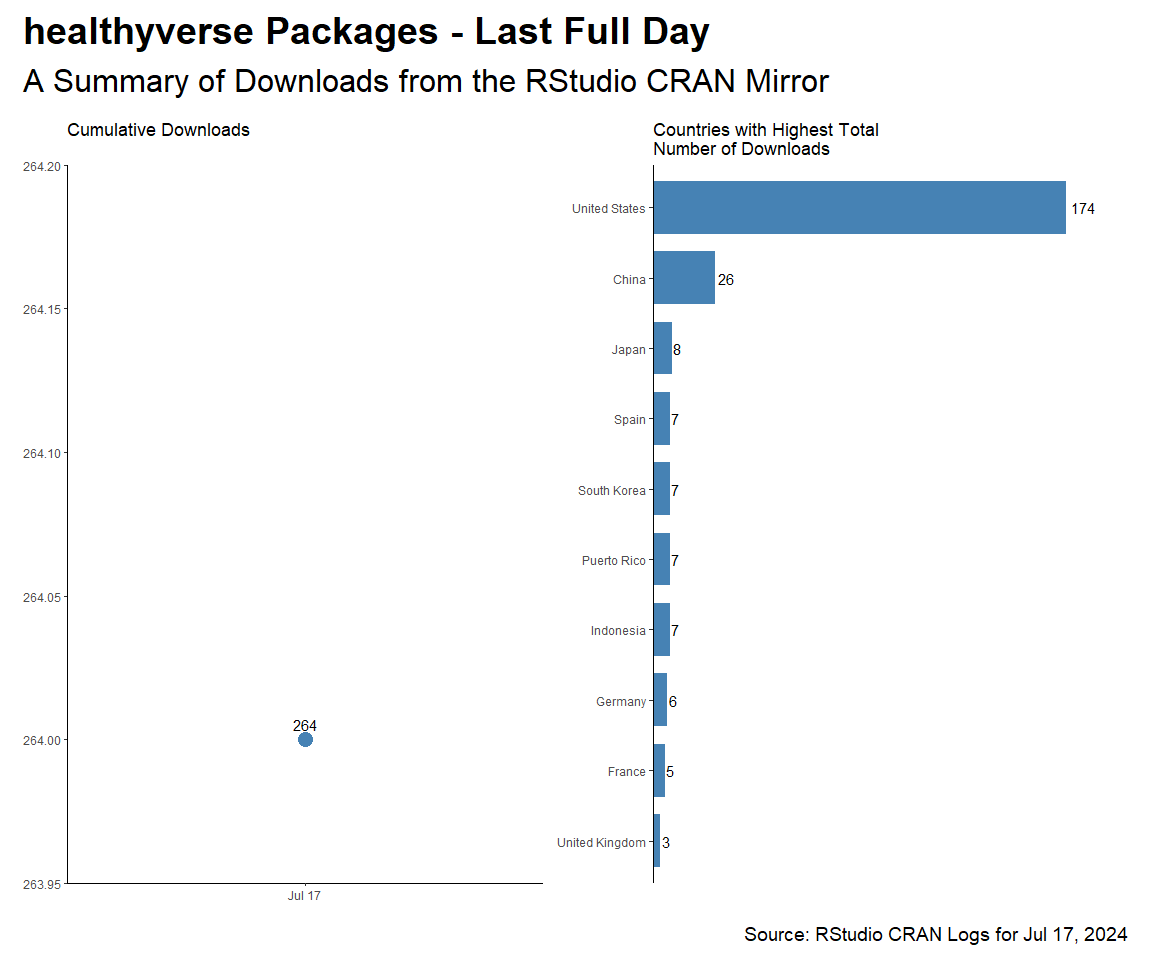 healthyverse Packages - Last Full Day
A Summary of Downloads from the RStudio CRAN Mirror
Cumulative Downloads
264.20
264.15
264.10
264.05
264.00
263.95
264
Jul 17
Countries with Highest Total
Number of Downloads
United States 174
China 26
Japan 8
Spain 7
South Korea 7
Puerto Rico 7
Indonesia 7
Germany 6
France 5
United Kingdom 3
Source: RStudio CRAN Logs for Jul 17, 2024